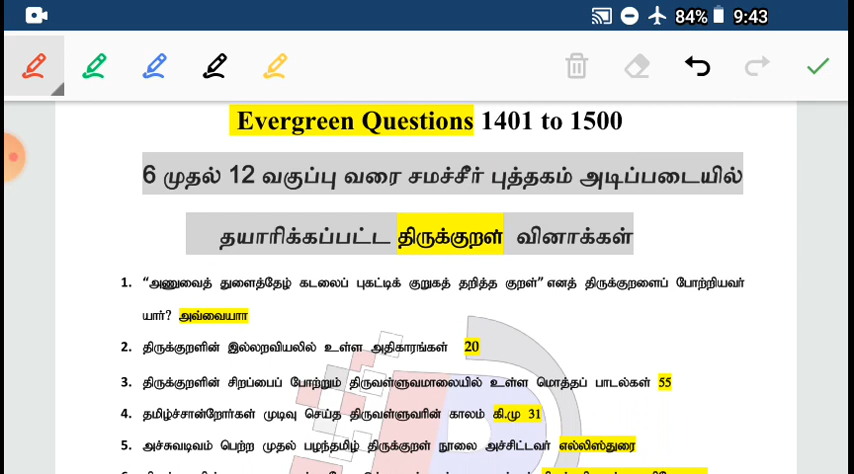 84% 9:43
Evergreen Questions 1401 to 1500
6 முதல் 12 வகுப்பு வரை சமச்சீர் புத்தகம் அடிப்படையில்
தயாரிக்கப்பட்ட திருக்குறள் வினாக்கள்
1. “அணுவைத் துளைத்தேழ் கடலைப் புகட்டிக் குறுகத் தறித்த குறள்” எனத் திருக்குறளைப் போற்றியவர்
யார்? அவ்வையார்
2. திருக்குறளின் இல்லறவியலில் உள்ள அதிகாரங்கள் 20
3. திருக்குறளின் சிறப்பைப் போற்றும் திருவள்ளுவமாலையில் உள்ள மொத்தப் பாடல்கள் 55
4. தமிழ்ச்சான்றோர்கள் முடிவு செய்த திருவள்ளுவரின் காலம் கி.மு 31
5. அச்சுவடிவம் பெற்ற முதல் பழந்தமிழ் திருக்குறள் நூலை அச்சிட்டவர் எல்லிஸ்துரை